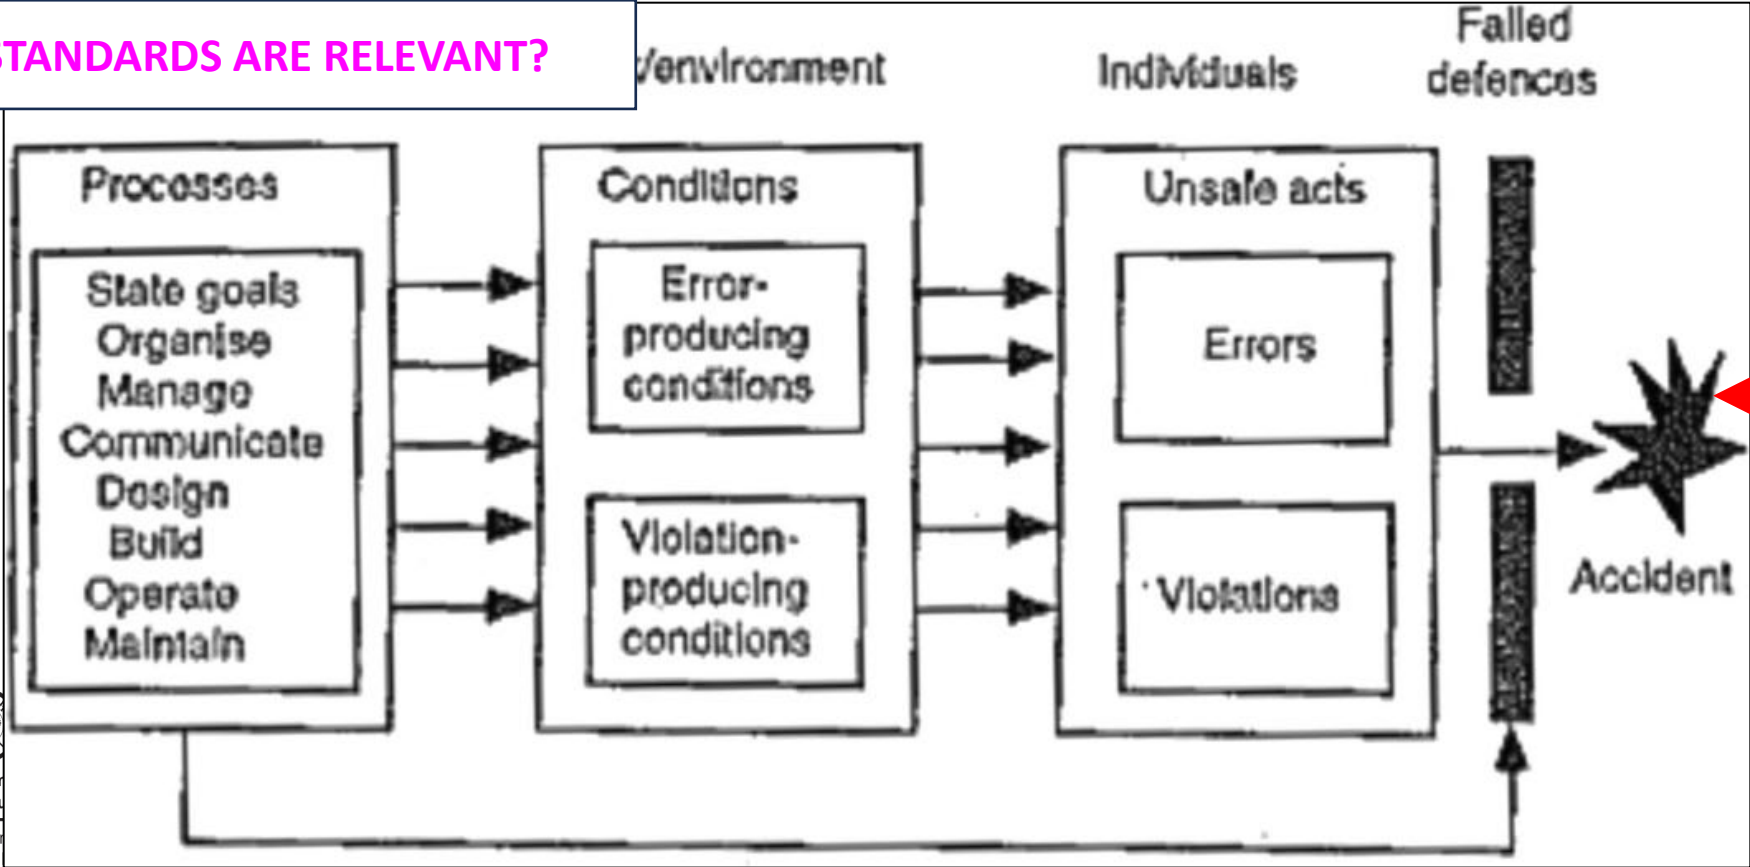 STANDARDS ARE RELEVANT?
/environment
Individuals
Failed
defences
Processes
State goals
Organise
Manage
Communicate
Design
Build
Operate
Maintain
Conditions
Error-
producing
conditions
Violation-
producing
conditions
Unsafe acts
Errors
Violations
Accident